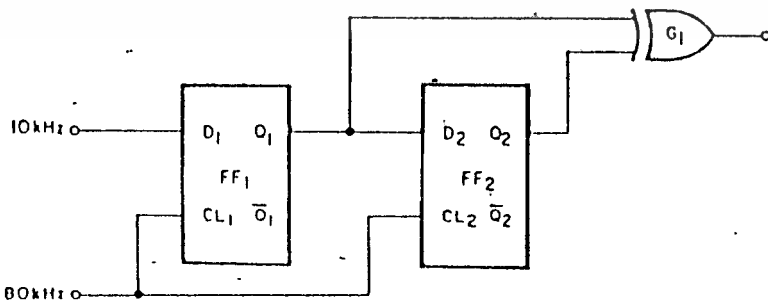 G1
10kHz
D1 Q1
FF1
CL1 Q̅1
D2 Q2
FF2
CL2 Q̅2
80kHz